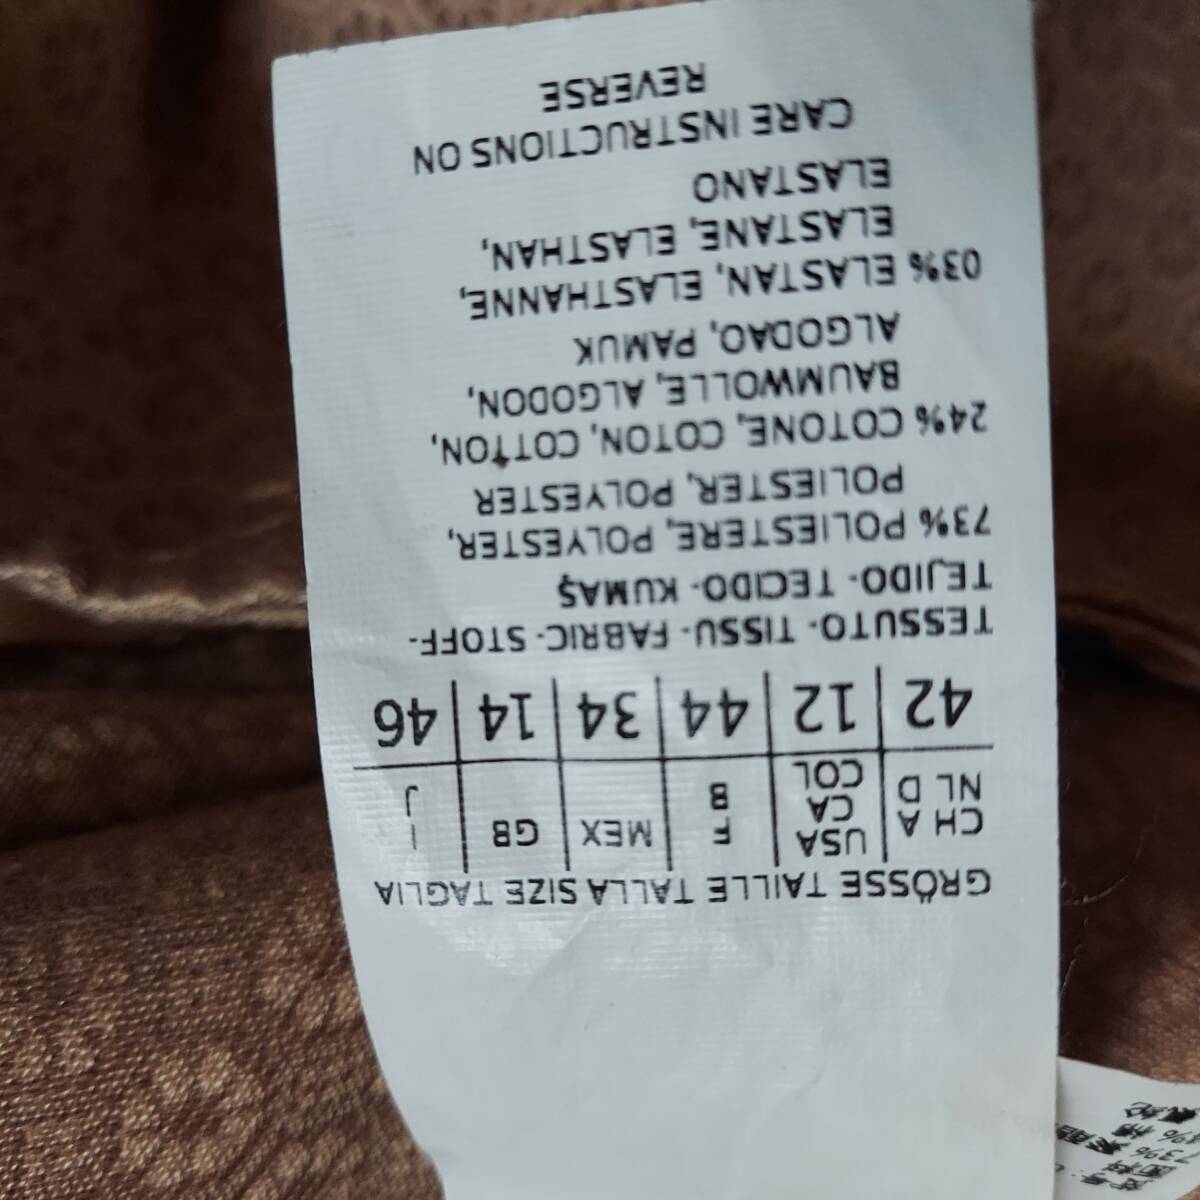 GRÖSSE TAILLE TALLA SIZE TAGLIA
CH A NL D | USA CA COL | F B | MEX | GB | I J
42 | 12 | 44 | 34 | 14 | 46
TESSUTO- TISSU- FABRIC- STOFF-
TEJIDO- TECIDO- KUMAŞ
73% POLIESTERE, POLYESTER,
POLIESTER, POLYESTER
24% COTONE, COTON, COTTON,
BAUMWOLLE, ALGODON,
ALGODAO, PAMUK
03% ELASTAN, ELASTHANNE,
ELASTANE, ELASTHAN,
ELASTANO
CARE INSTRUCTIONS ON
REVERSE
73%